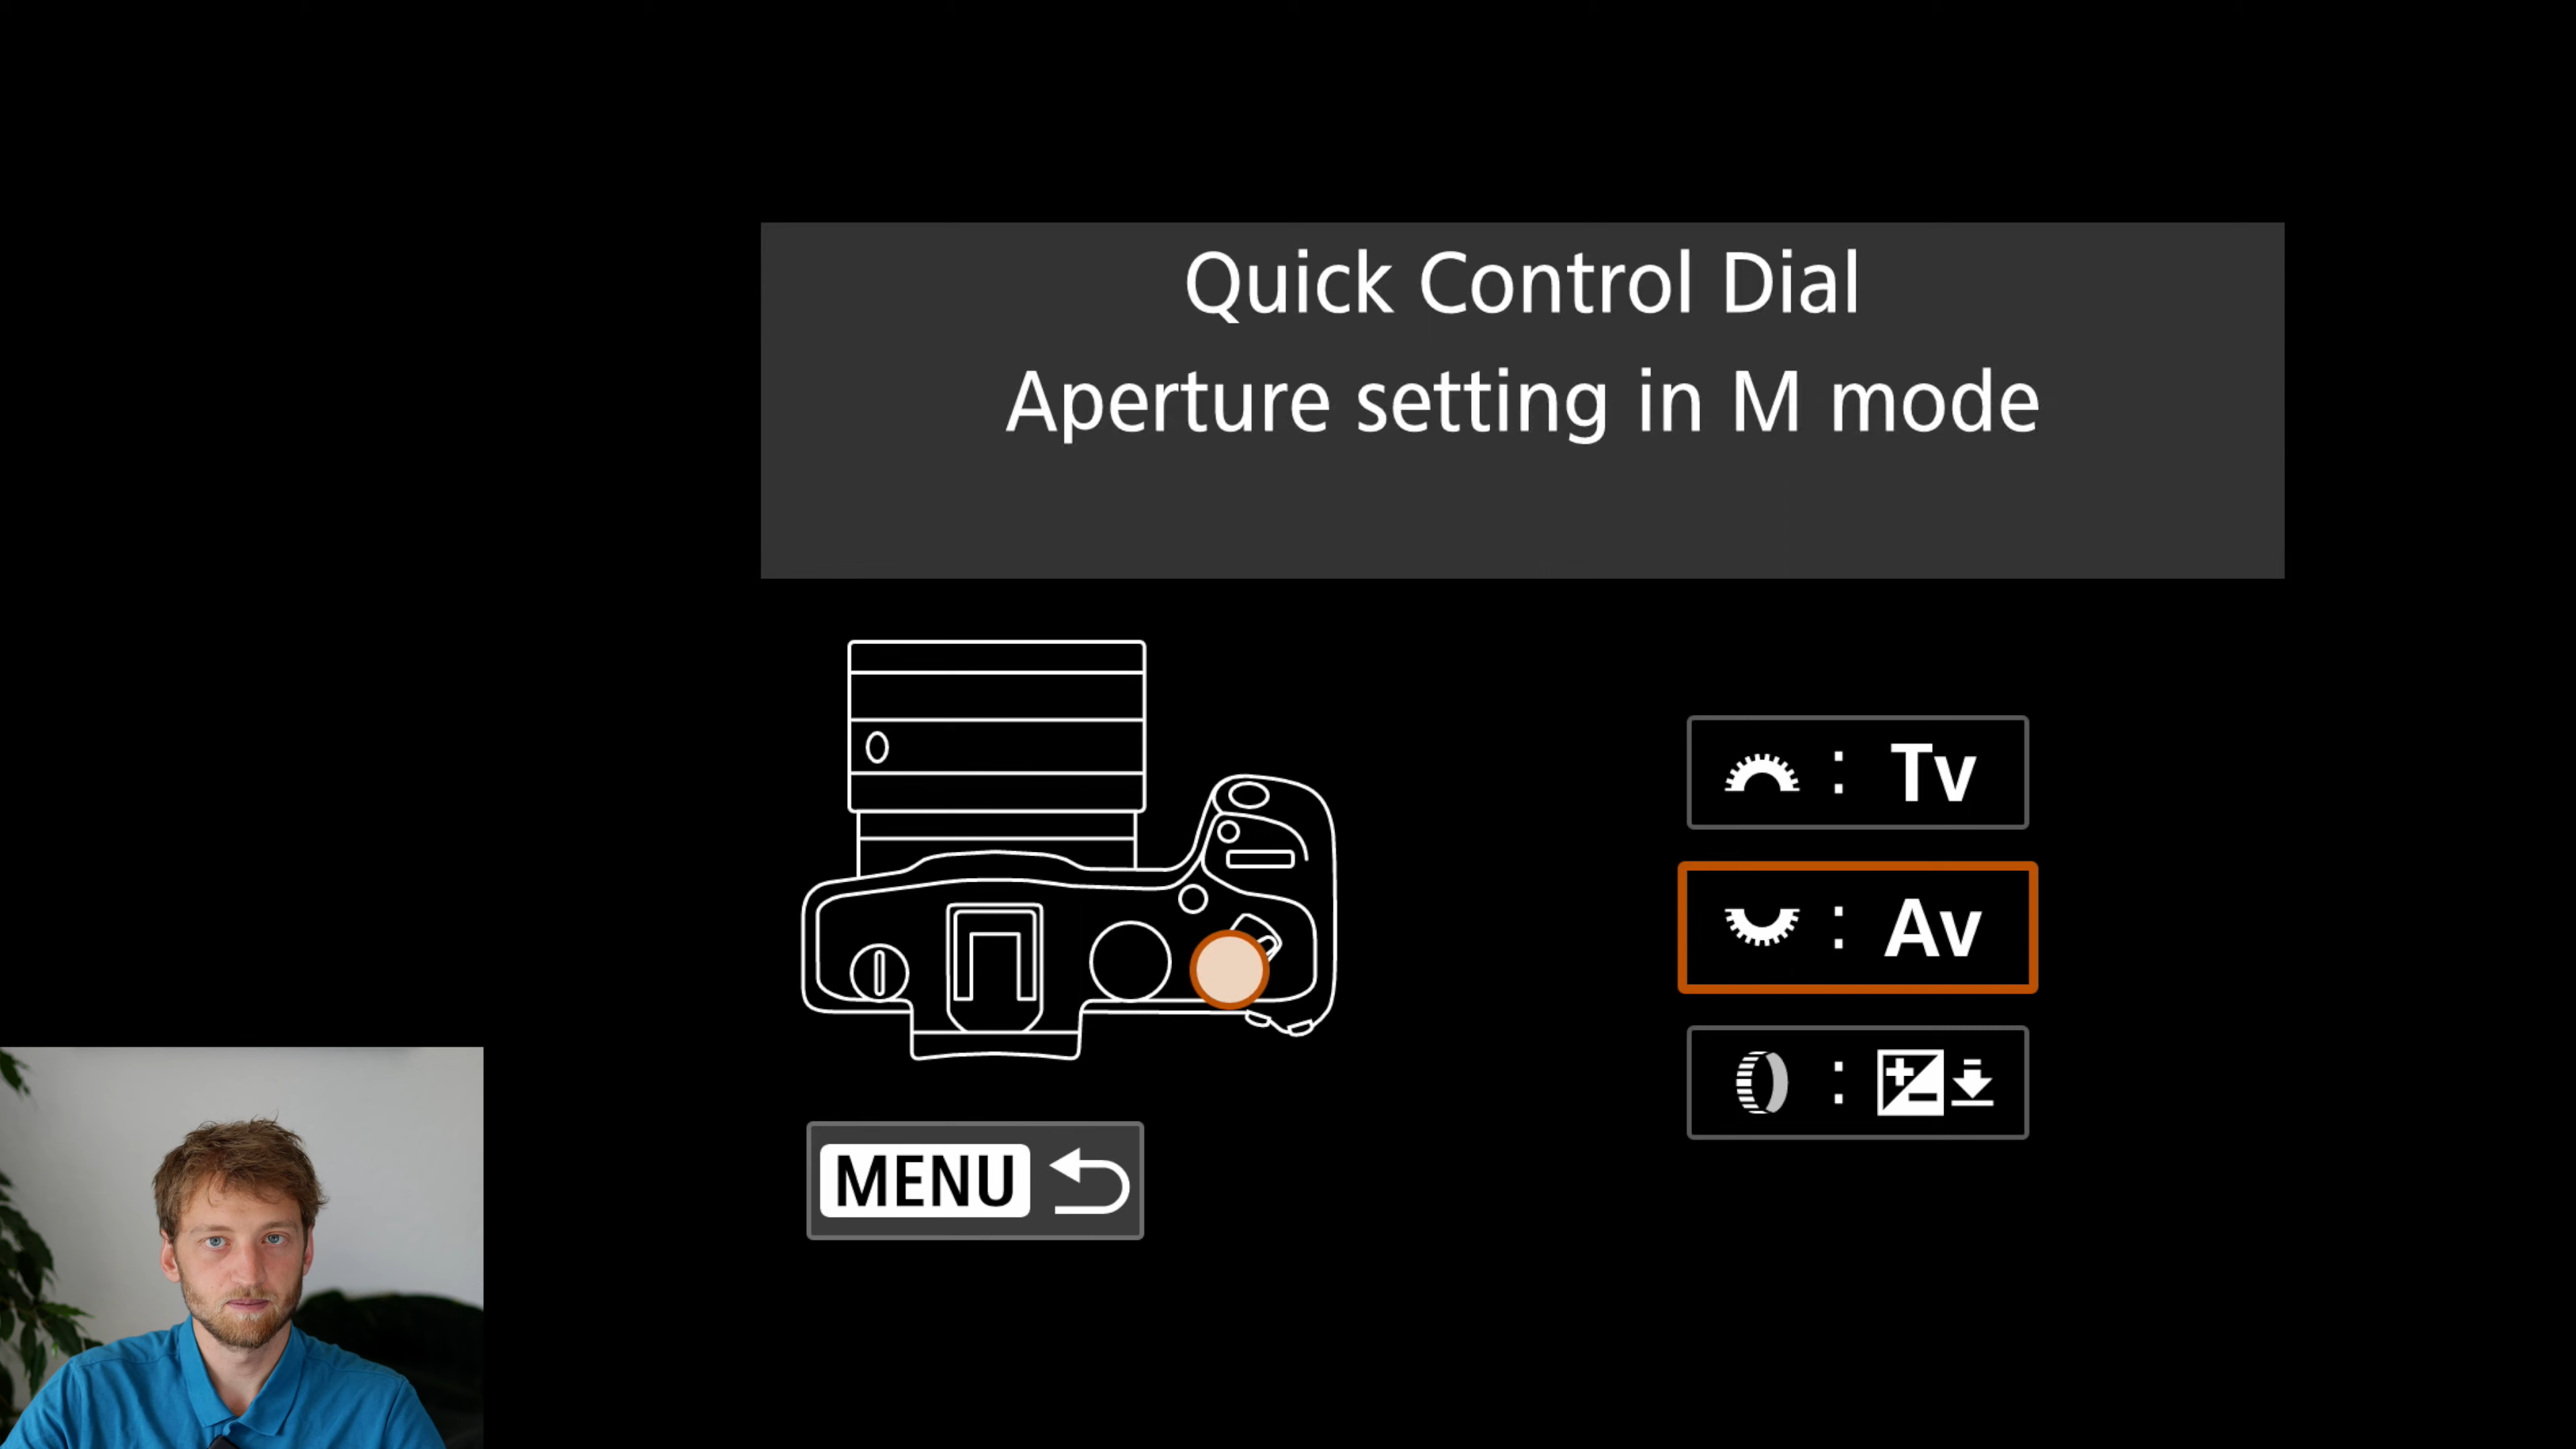 Quick Control Dial
Aperture setting in M mode
: Tv
: Av
:
MENU